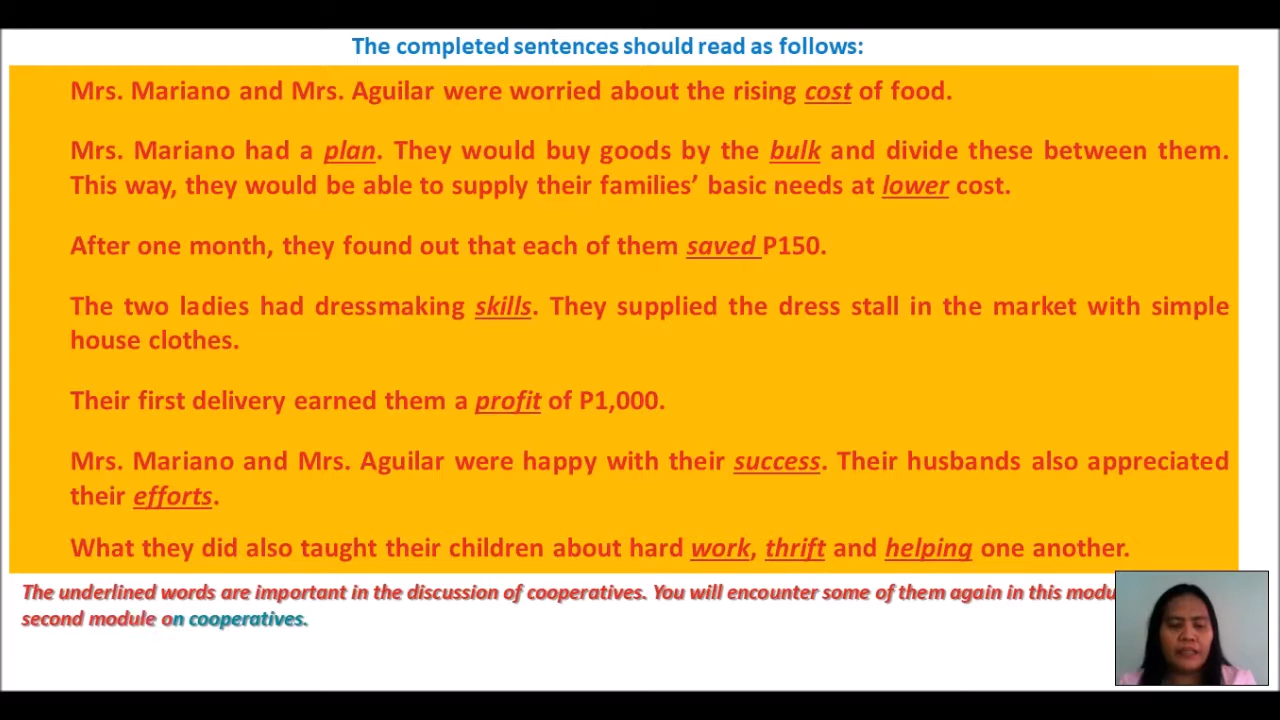 The completed sentences should read as follows:
Mrs. Mariano and Mrs. Aguilar were worried about the rising cost of food.
Mrs. Mariano had a plan. They would buy goods by the bulk and divide these between them.
This way, they would be able to supply their families’ basic needs at lower cost.
After one month, they found out that each of them saved P150.
The two ladies had dressmaking skills. They supplied the dress stall in the market with simple
house clothes.
Their first delivery earned them a profit of P1,000.
Mrs. Mariano and Mrs. Aguilar were happy with their success. Their husbands also appreciated
their efforts.
What they did also taught their children about hard work, thrift and helping one another.
The underlined words are important in the discussion of cooperatives. You will encounter some of them again in this
second module on cooperatives.